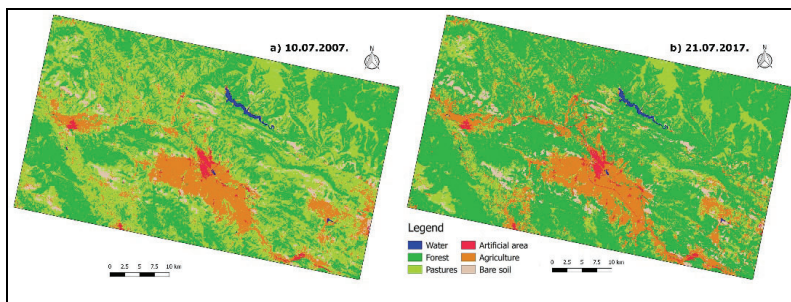 a) 10.07.2007.
N
0 2.5 5 7.5 10 km
b) 21.07.2017.
N
Legend
Water
Forest
Pastures
Artificial area
Agriculture
Bare soil
0 2.5 5 7.5 10 km